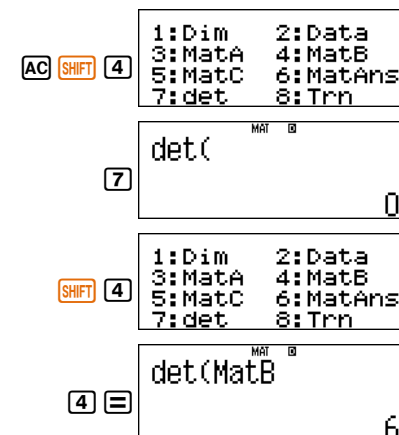 AC SHIFT 4
1:Dim 2:Data
3:MatA 4:MatB
5:MatC 6:MatAns
7:det 8:Trn
7
MAT D
det(
0
SHIFT 4
1:Dim 2:Data
3:MatA 4:MatB
5:MatC 6:MatAns
7:det 8:Trn
4 =
MAT D
det(MatB
6